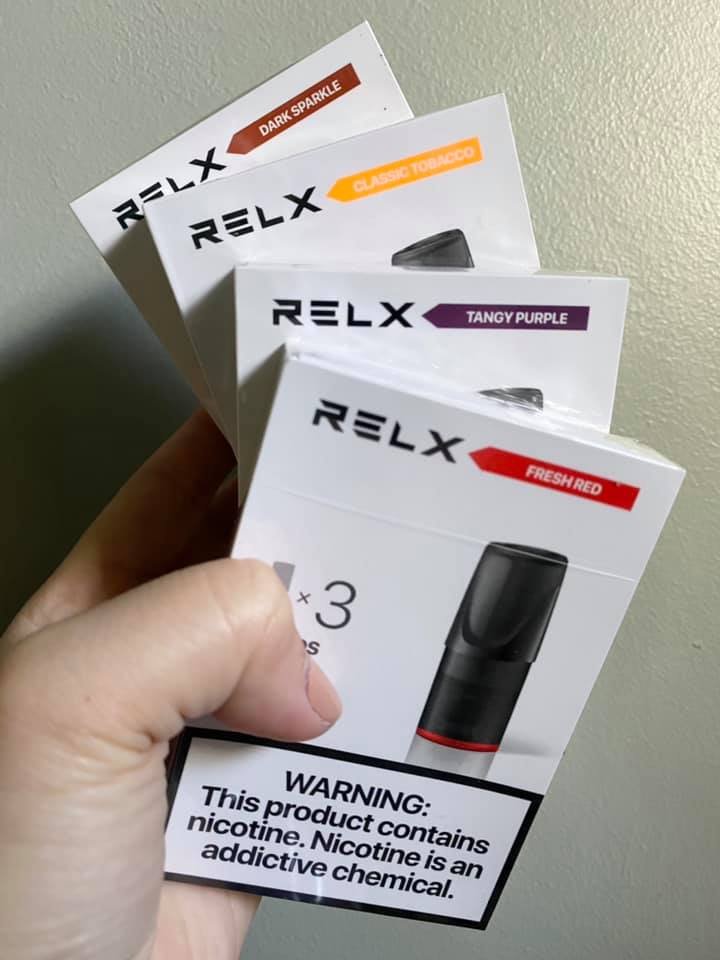 RELX DARK SPARKLE
RELX CLASSIC TOBACCO
RELX TANGY PURPLE
RELX FRESH RED
×3
WARNING:
This product contains
nicotine. Nicotine is an
addictive chemical.